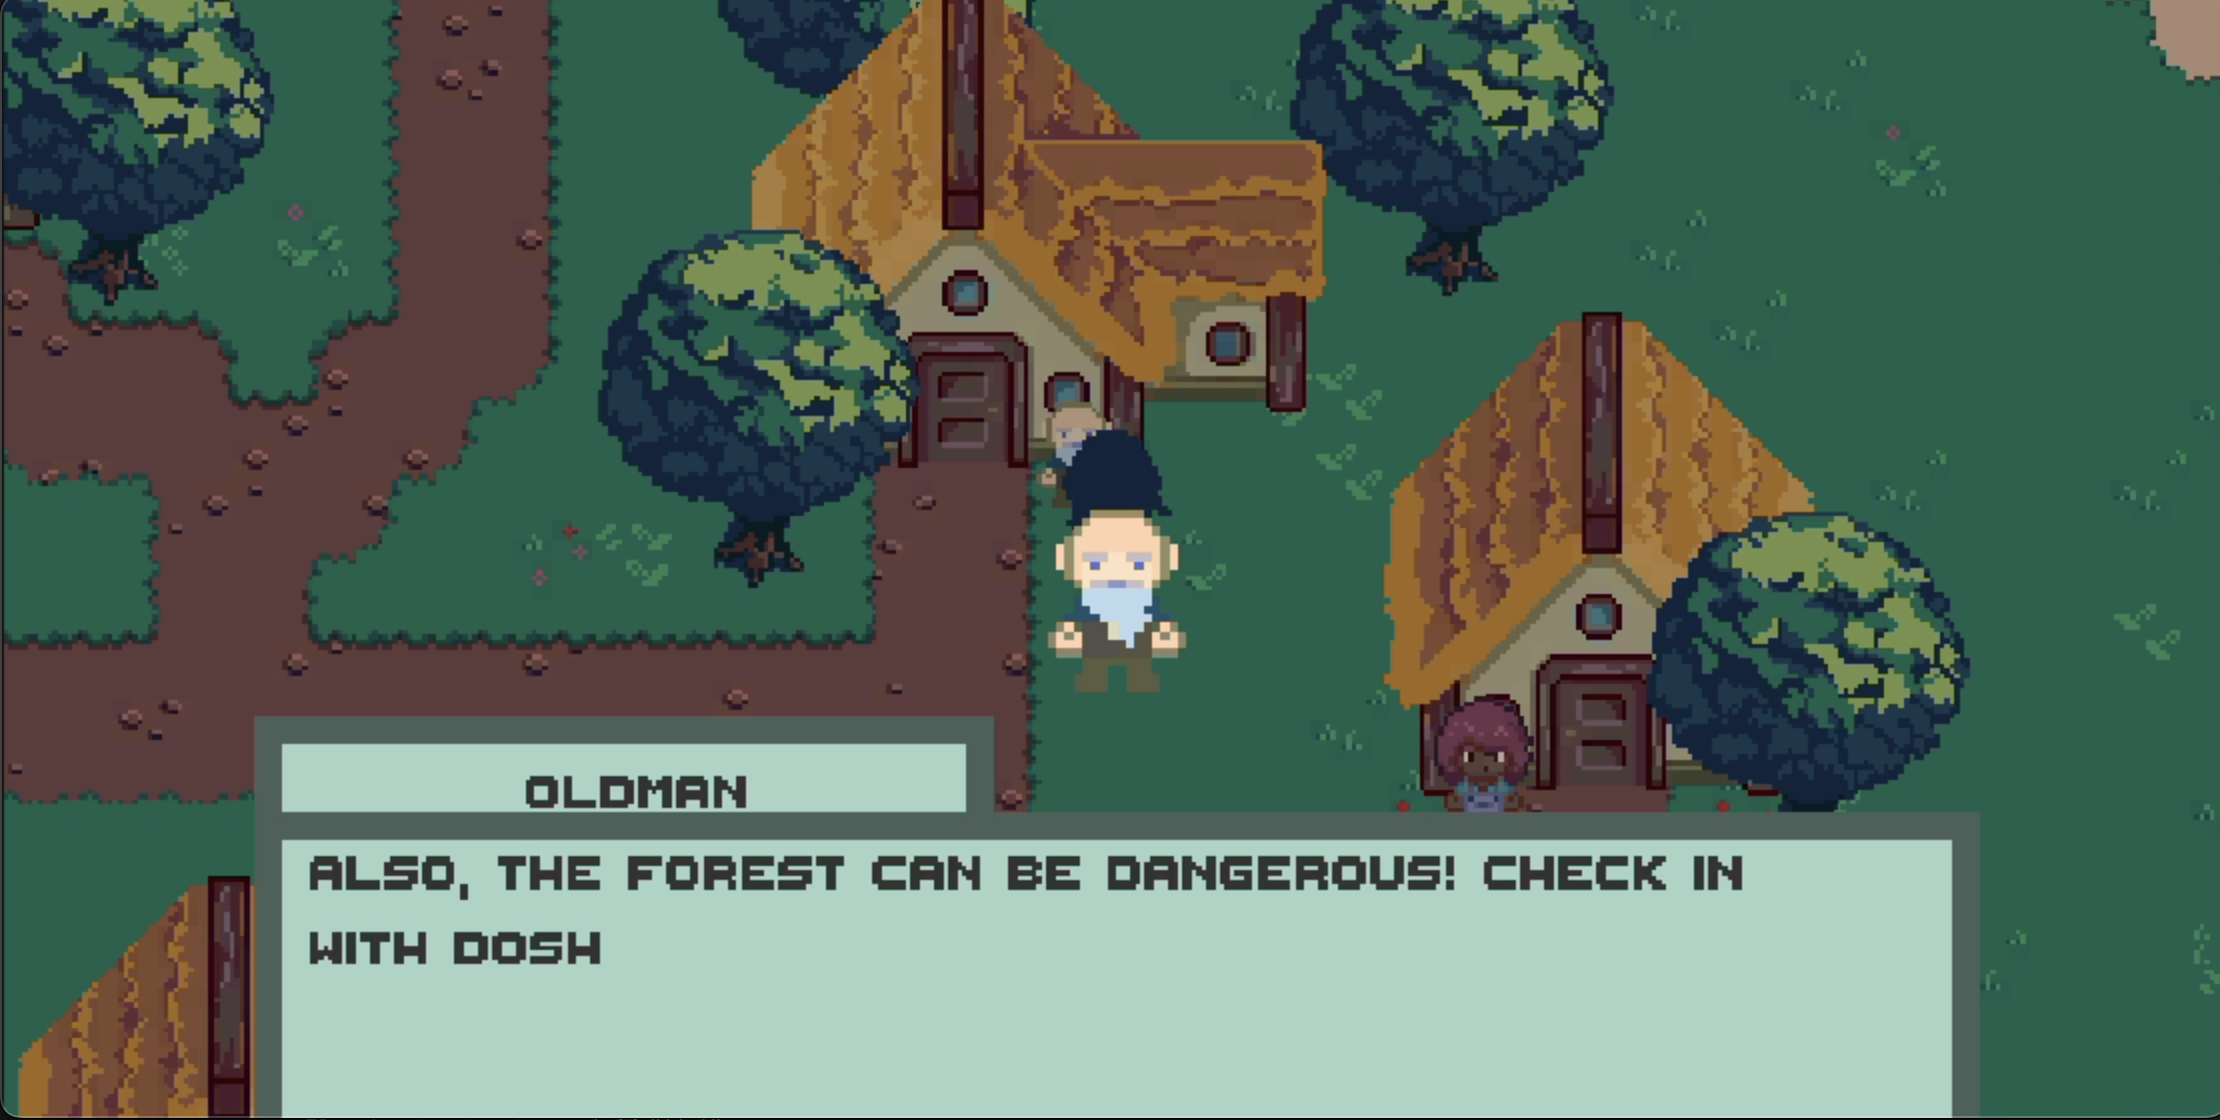 OLDMAN
ALSO, THE FOREST CAN BE DANGEROUS! CHECK IN
WITH DOSH